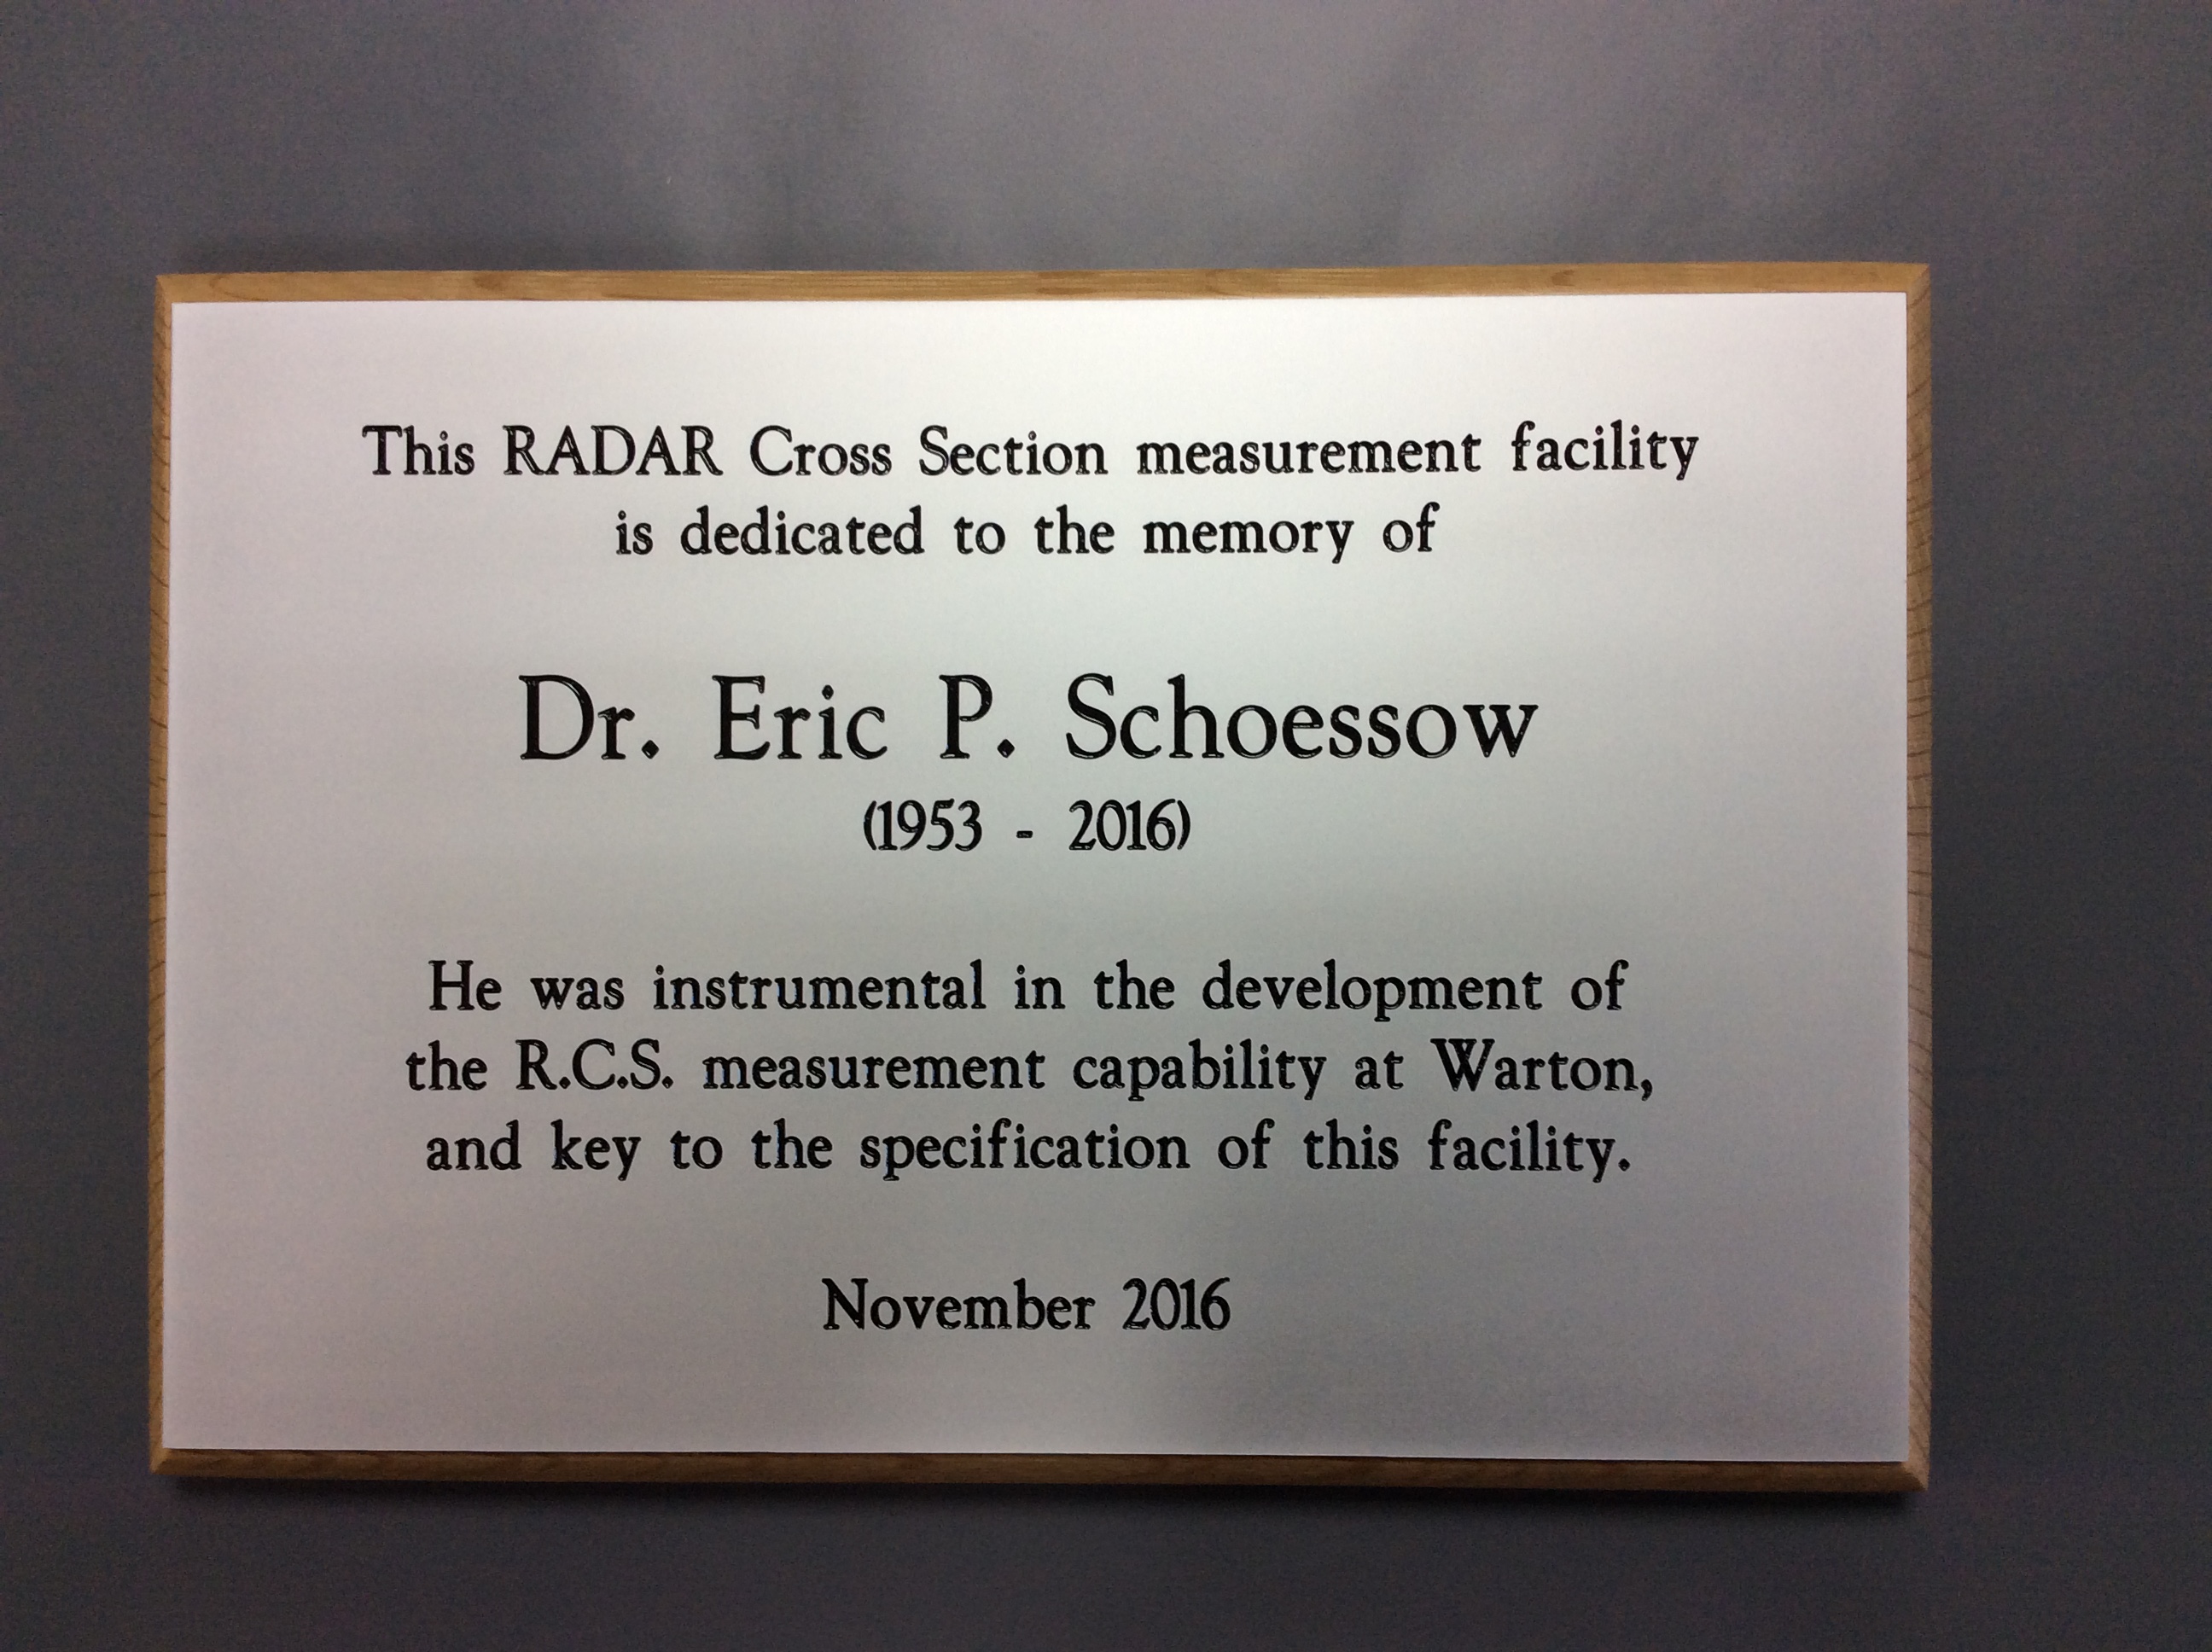 This RADAR Cross Section measurement facility
is dedicated to the memory of
Dr. Eric P. Schoessow
(1953 - 2016)
He was instrumental in the development of
the R.C.S. measurement capability at Warton,
and key to the specification of this facility.
November 2016